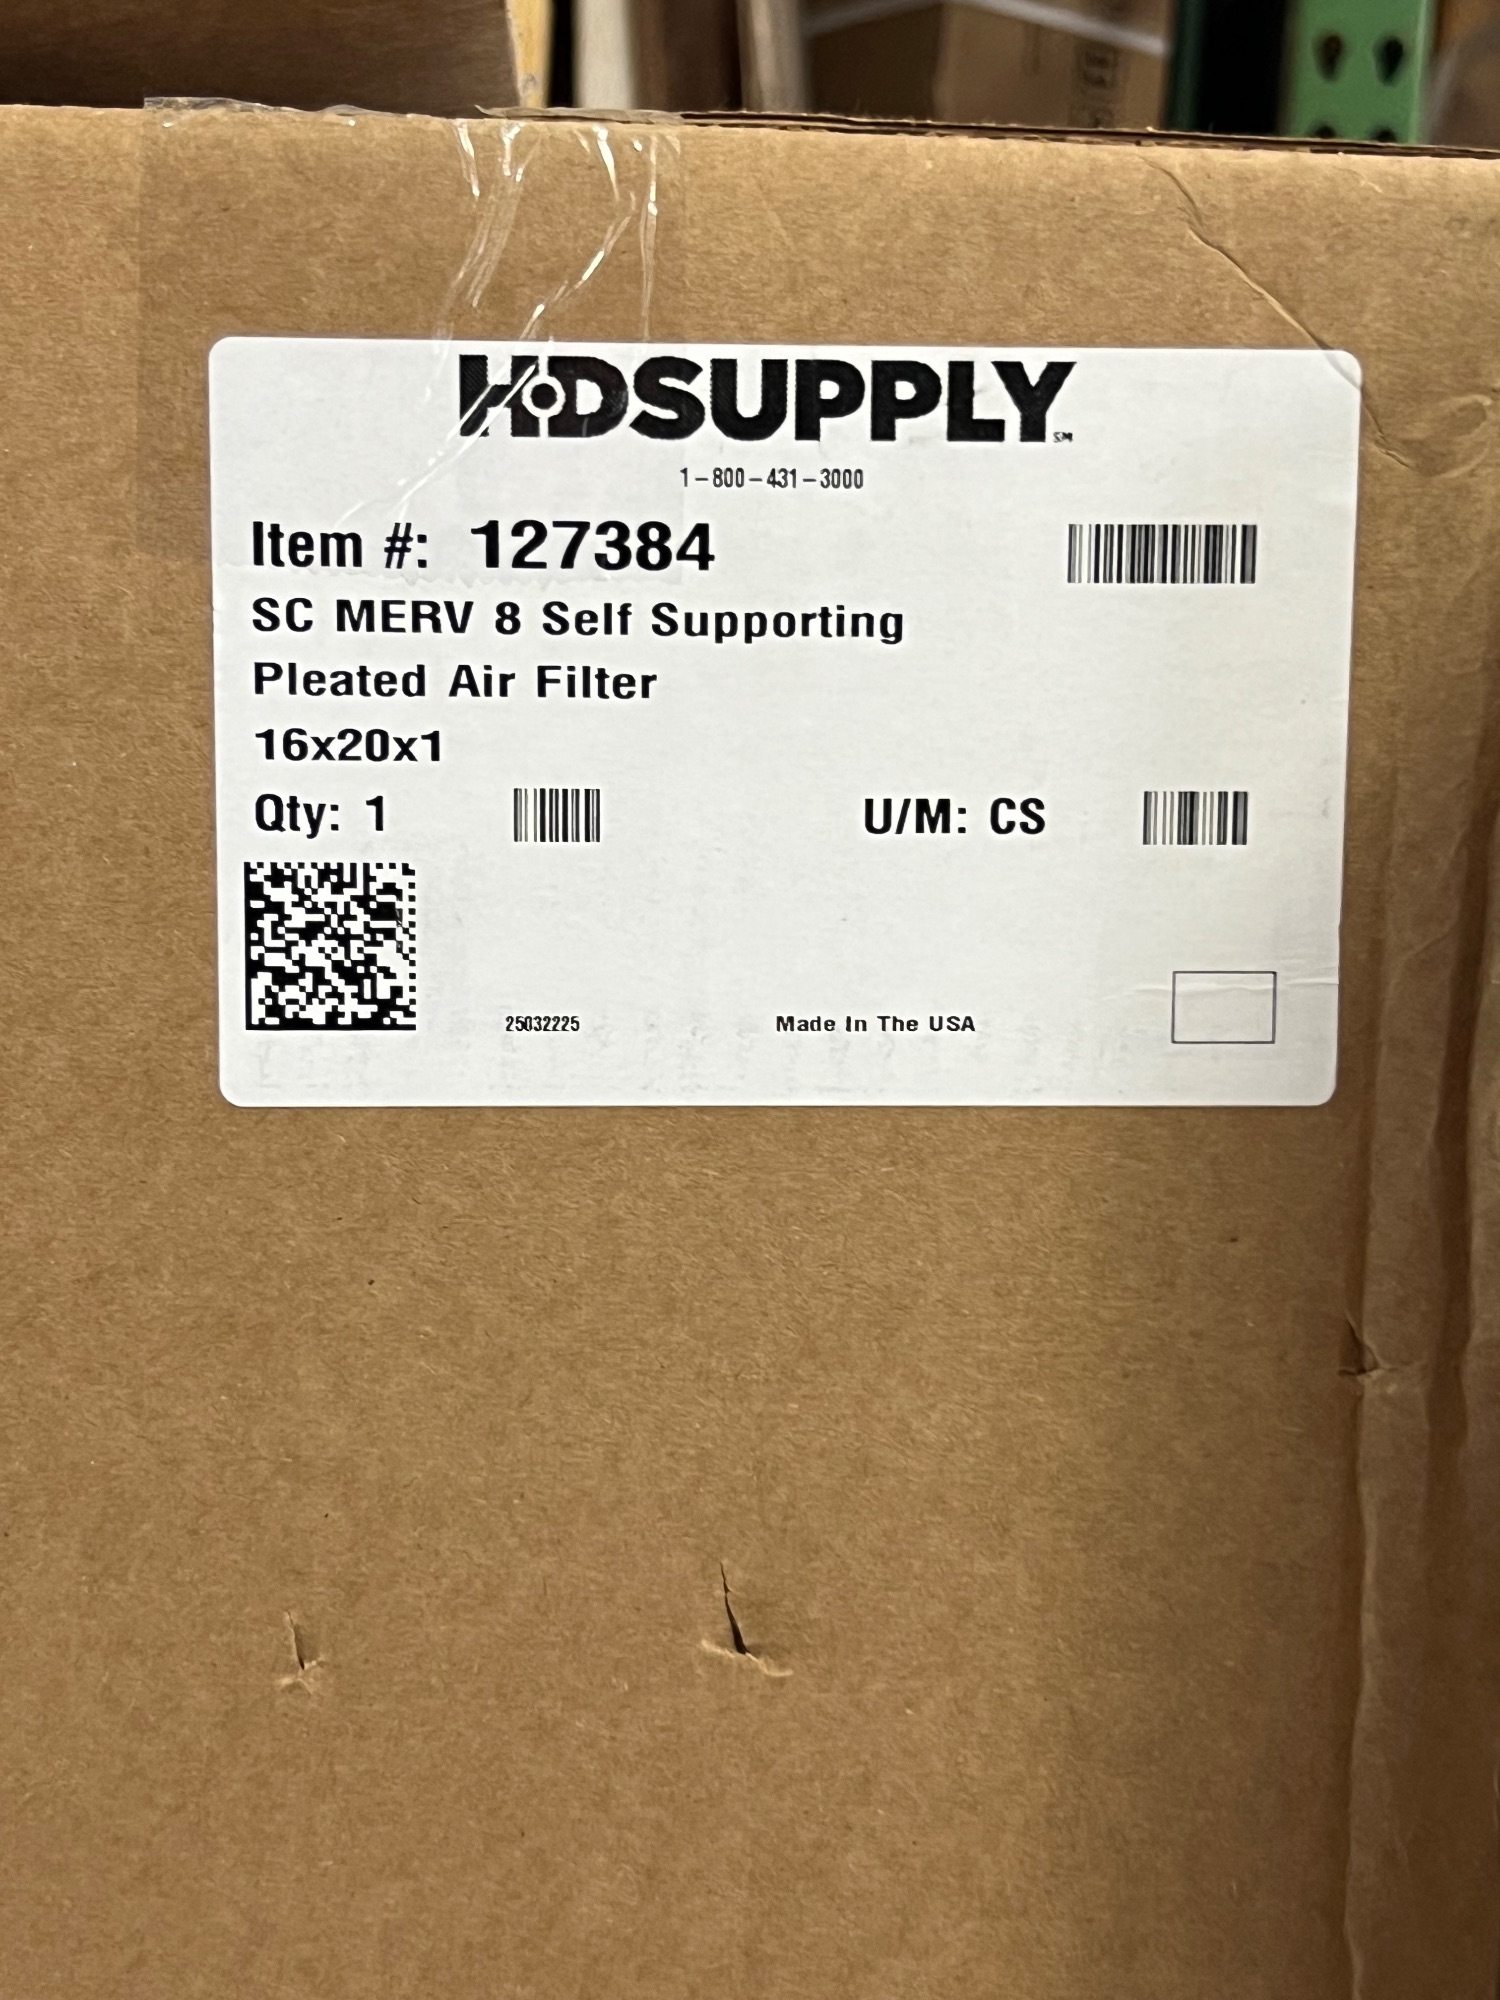 HDSUPPLY℠
1-800-431-3000
Item #: 127384
SC MERV 8 Self Supporting
Pleated Air Filter
16x20x1
Qty: 1 U/M: CS
25032225 Made In The USA